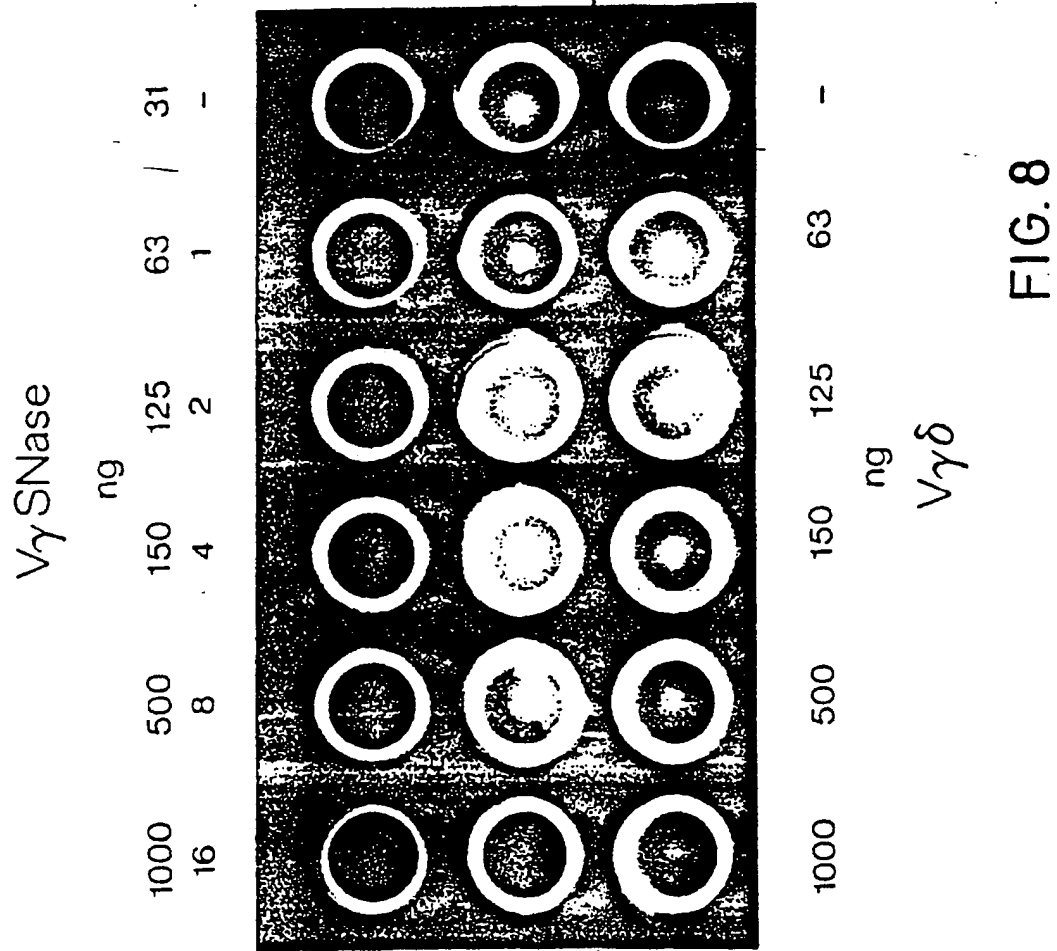 VγSNase
ng
1000 500 150 125 63 31
16 8 4 2 1 –
1000 500 150 125 63 –
ng
Vγδ
FIG. 8